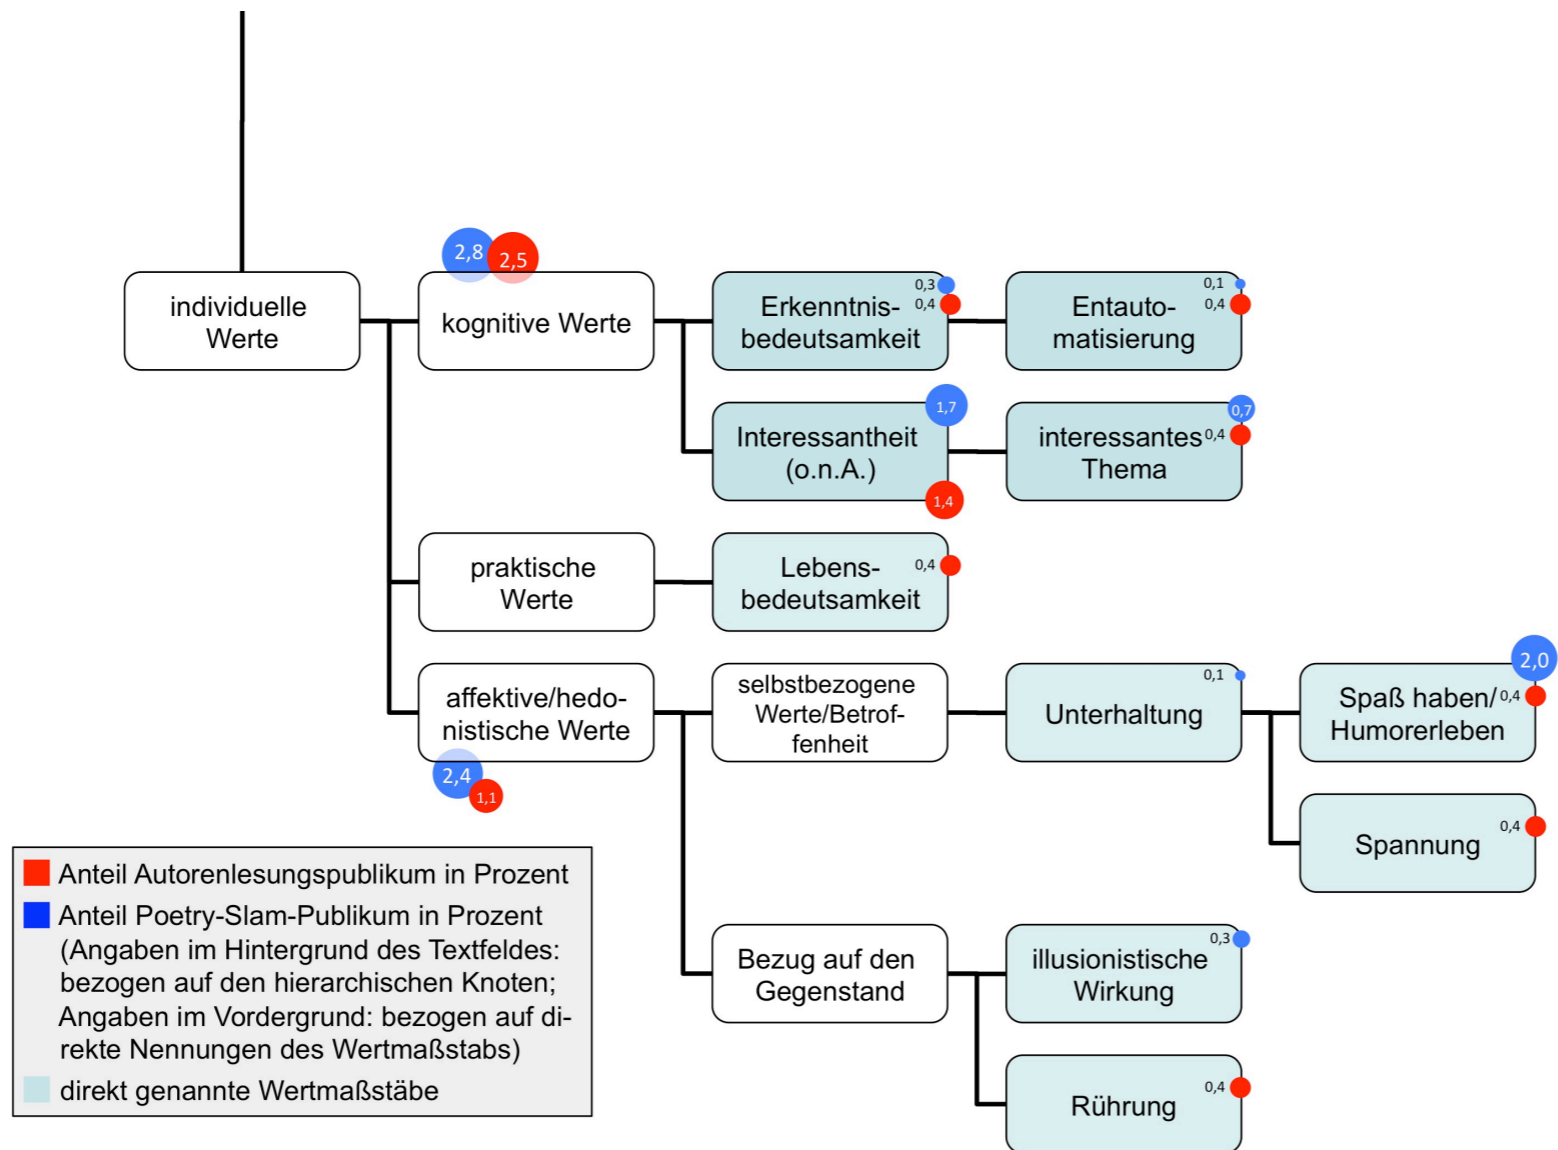 2,8
2,5
individuelle
Werte
kognitive Werte
0,3
0,4
Erkenntnis-
bedeutsamkeit
0,1
0,4
Entauto-
matisierung
1,7
Interessantheit
(o.n.A.)
1,4
0,7
0,4
interessantes
Thema
praktische
Werte
0,4
Lebens-
bedeutsamkeit
affektive/hedo-
nistische Werte
2,4
1,1
selbstbezogene
Werte/Betrof-
fenheit
0,1
Unterhaltung
2,0
0,4
Spaß haben/
Humorerleben
0,4
Spannung
Bezug auf den
Gegenstand
0,3
illusionistische
Wirkung
0,4
Rührung
Anteil Autorenlesungspublikum in Prozent
Anteil Poetry-Slam-Publikum in Prozent
(Angaben im Hintergrund des Textfeldes:
bezogen auf den hierarchischen Knoten;
Angaben im Vordergrund: bezogen auf di-
rekte Nennungen des Wertmaßstabs)
direkt genannte Wertmaßstäbe